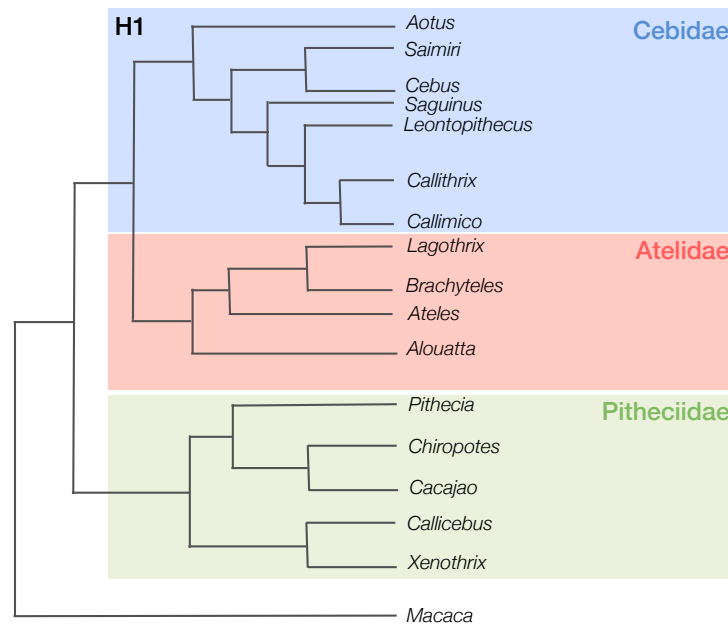 H1
Aotus
Cebidae
Saimiri
Cebus
Saguinus
Leontopithecus
Callithrix
Callimico
Lagothrix
Atelidae
Brachyteles
Ateles
Alouatta
Pithecia
Pitheciidae
Chiropotes
Cacajao
Callicebus
Xenothrix
Macaca